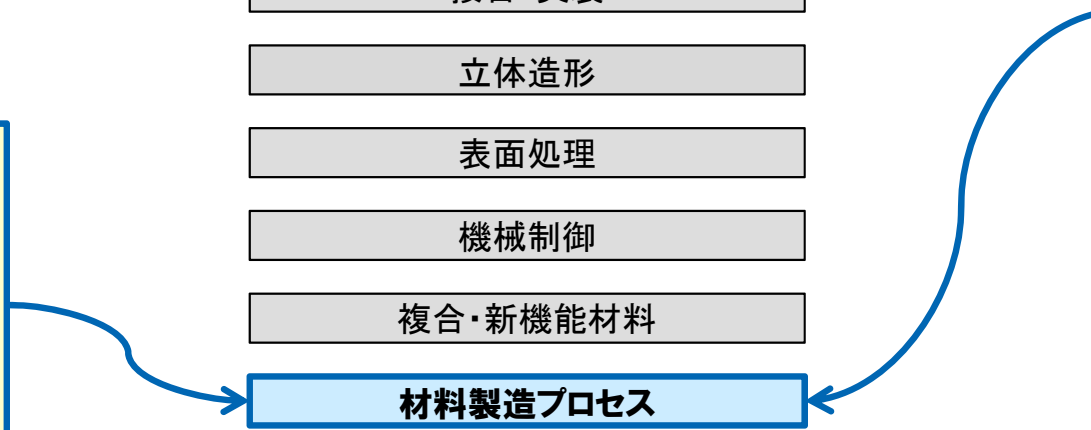 立体造形
表面処理
機械制御
複合・新機能材料
材料製造プロセス